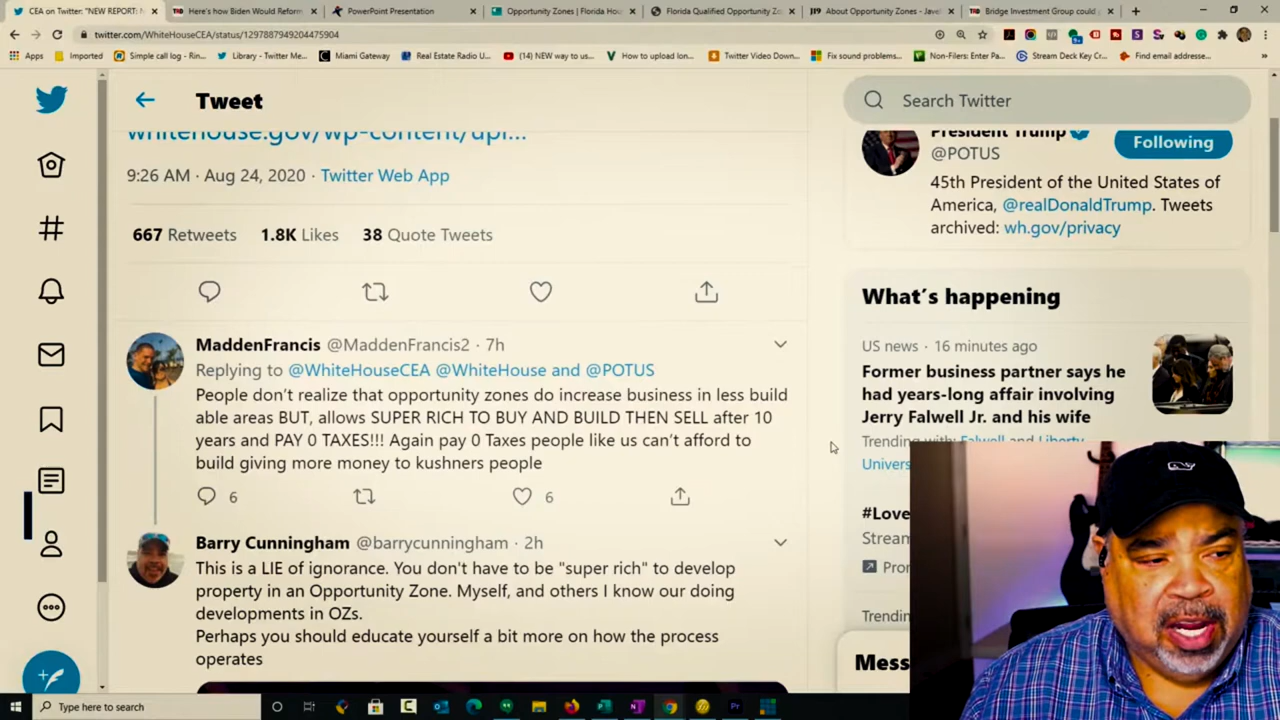 CEA on Twitter: "NEW REPORT:
Here's how Biden Would Reform
PowerPoint Presentation
Opportunity Zones | Florida Hou
Florida Qualified Opportunity Zo
About Opportunity Zones - Jave
Bridge Investment Group could g
twitter.com/WhiteHouseCEA/status/1297887949204475904
Apps
Imported
Simple call log - Rin...
Library - Twitter Me...
Miami Gateway
Real Estate Radio U...
(14) NEW way to us...
How to upload lon...
Twitter Video Down...
Fix sound problems...
Non-Filers: Enter Pa...
Stream Deck Key Cr...
Find email addresse...
Tweet
Search Twitter
whitehouse.gov/wp-content/upl...
9:26 AM · Aug 24, 2020 · Twitter Web App
667 Retweets 1.8K Likes 38 Quote Tweets
MaddenFrancis @MaddenFrancis2 · 7h
Replying to @WhiteHouseCEA @WhiteHouse and @POTUS
People don't realize that opportunity zones do increase business in less build
able areas BUT, allows SUPER RICH TO BUY AND BUILD THEN SELL after 10
years and PAY 0 TAXES!!! Again pay 0 Taxes people like us can't afford to
build giving more money to kushners people
6
6
Barry Cunningham @barrycunningham · 2h
This is a LIE of ignorance. You don't have to be "super rich" to develop
property in an Opportunity Zone. Myself, and others I know our doing
developments in OZs.
Perhaps you should educate yourself a bit more on how the process
operates
President Trump
@POTUS
Following
45th President of the United States of
America, @realDonaldTrump. Tweets
archived: wh.gov/privacy
What's happening
US news · 16 minutes ago
Former business partner says he
had years-long affair involving
Jerry Falwell Jr. and his wife
Trending with: Falwell and Liberty
Univers
#Love
Stream
Pro
Trending
Mess
Type here to search